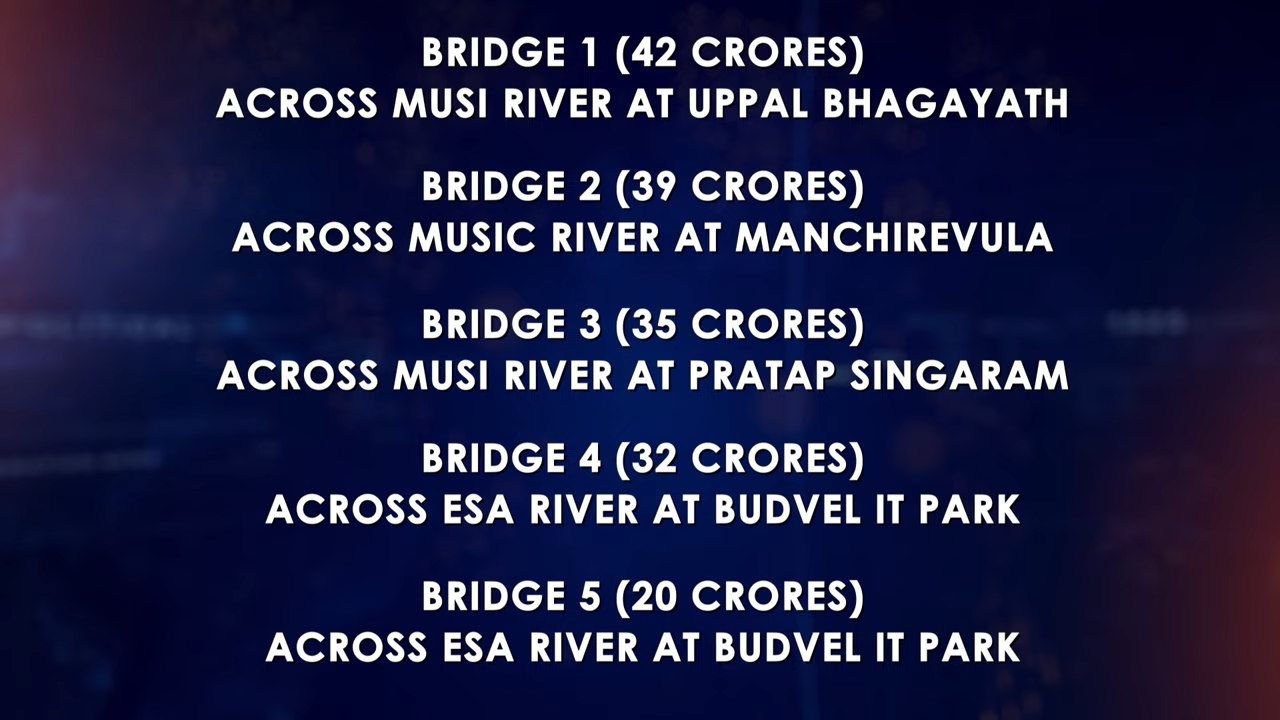 BRIDGE 1 (42 CRORES)
ACROSS MUSI RIVER AT UPPAL BHAGAYATH
BRIDGE 2 (39 CRORES)
ACROSS MUSIC RIVER AT MANCHIREVULA
BRIDGE 3 (35 CRORES)
ACROSS MUSI RIVER AT PRATAP SINGARAM
BRIDGE 4 (32 CRORES)
ACROSS ESA RIVER AT BUDVEL IT PARK
BRIDGE 5 (20 CRORES)
ACROSS ESA RIVER AT BUDVEL IT PARK